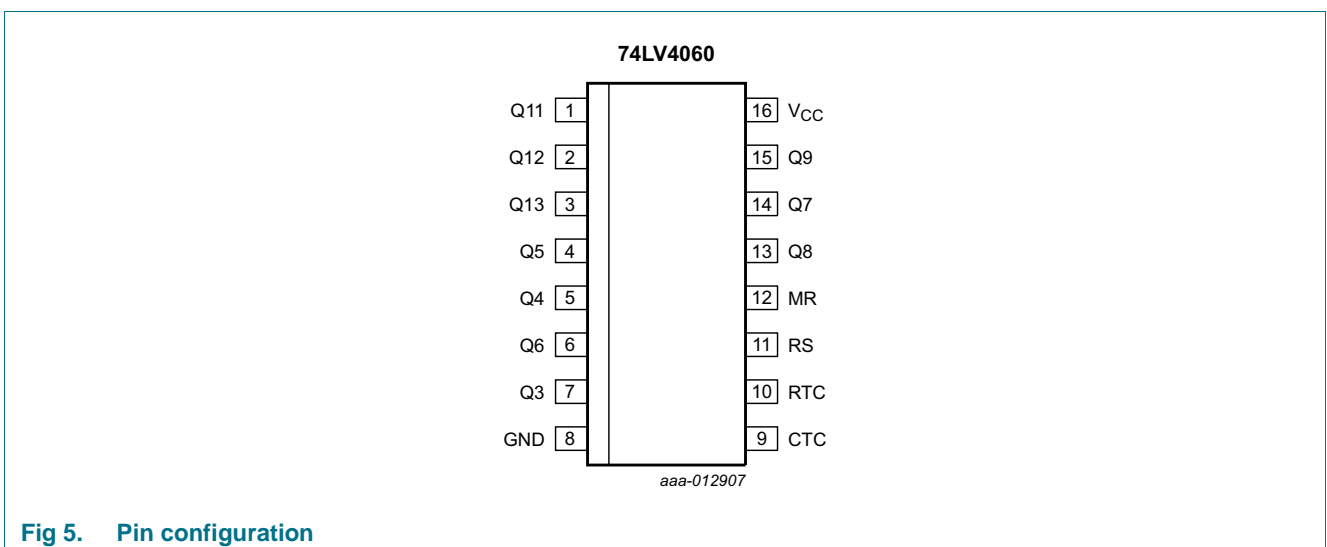 74LV4060
Q11 1 16 VCC
Q12 2 15 Q9
Q13 3 14 Q7
Q5 4 13 Q8
Q4 5 12 MR
Q6 6 11 RS
Q3 7 10 RTC
GND 8 9 CTC
aaa-012907
Fig 5. Pin configuration